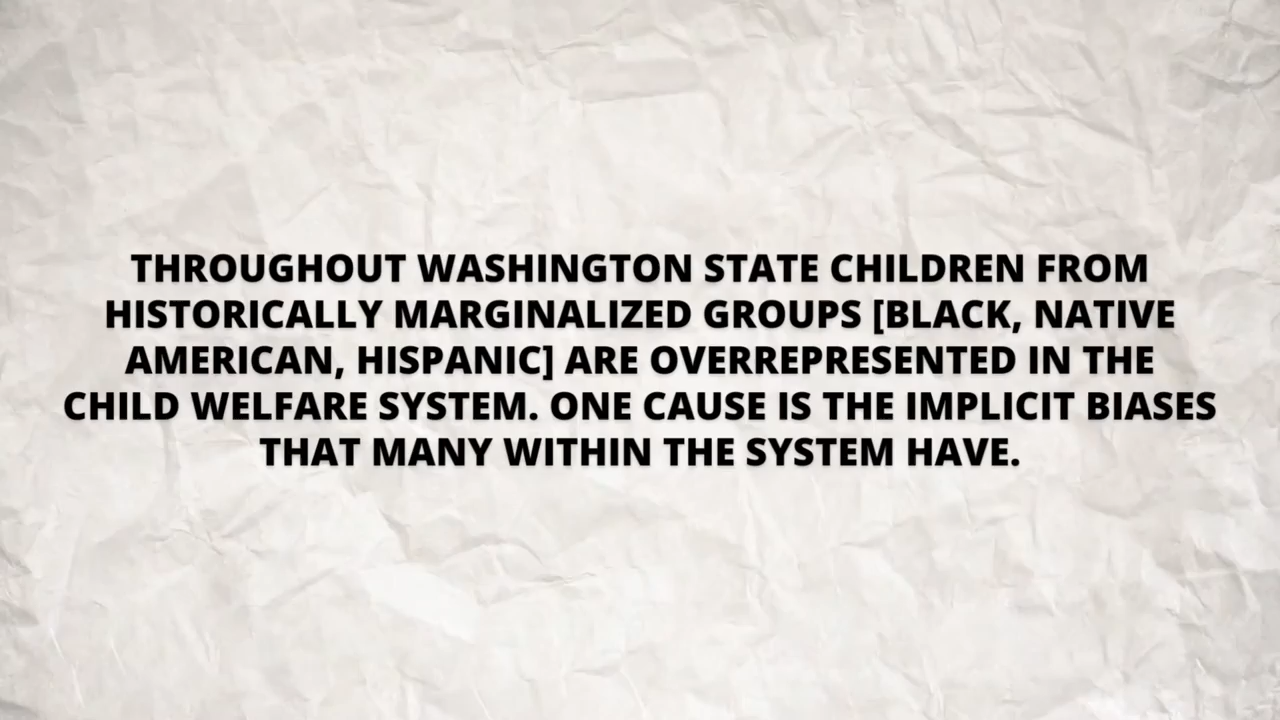 THROUGHOUT WASHINGTON STATE CHILDREN FROM
HISTORICALLY MARGINALIZED GROUPS [BLACK, NATIVE
AMERICAN, HISPANIC] ARE OVERREPRESENTED IN THE
CHILD WELFARE SYSTEM. ONE CAUSE IS THE IMPLICIT BIASES
THAT MANY WITHIN THE SYSTEM HAVE.